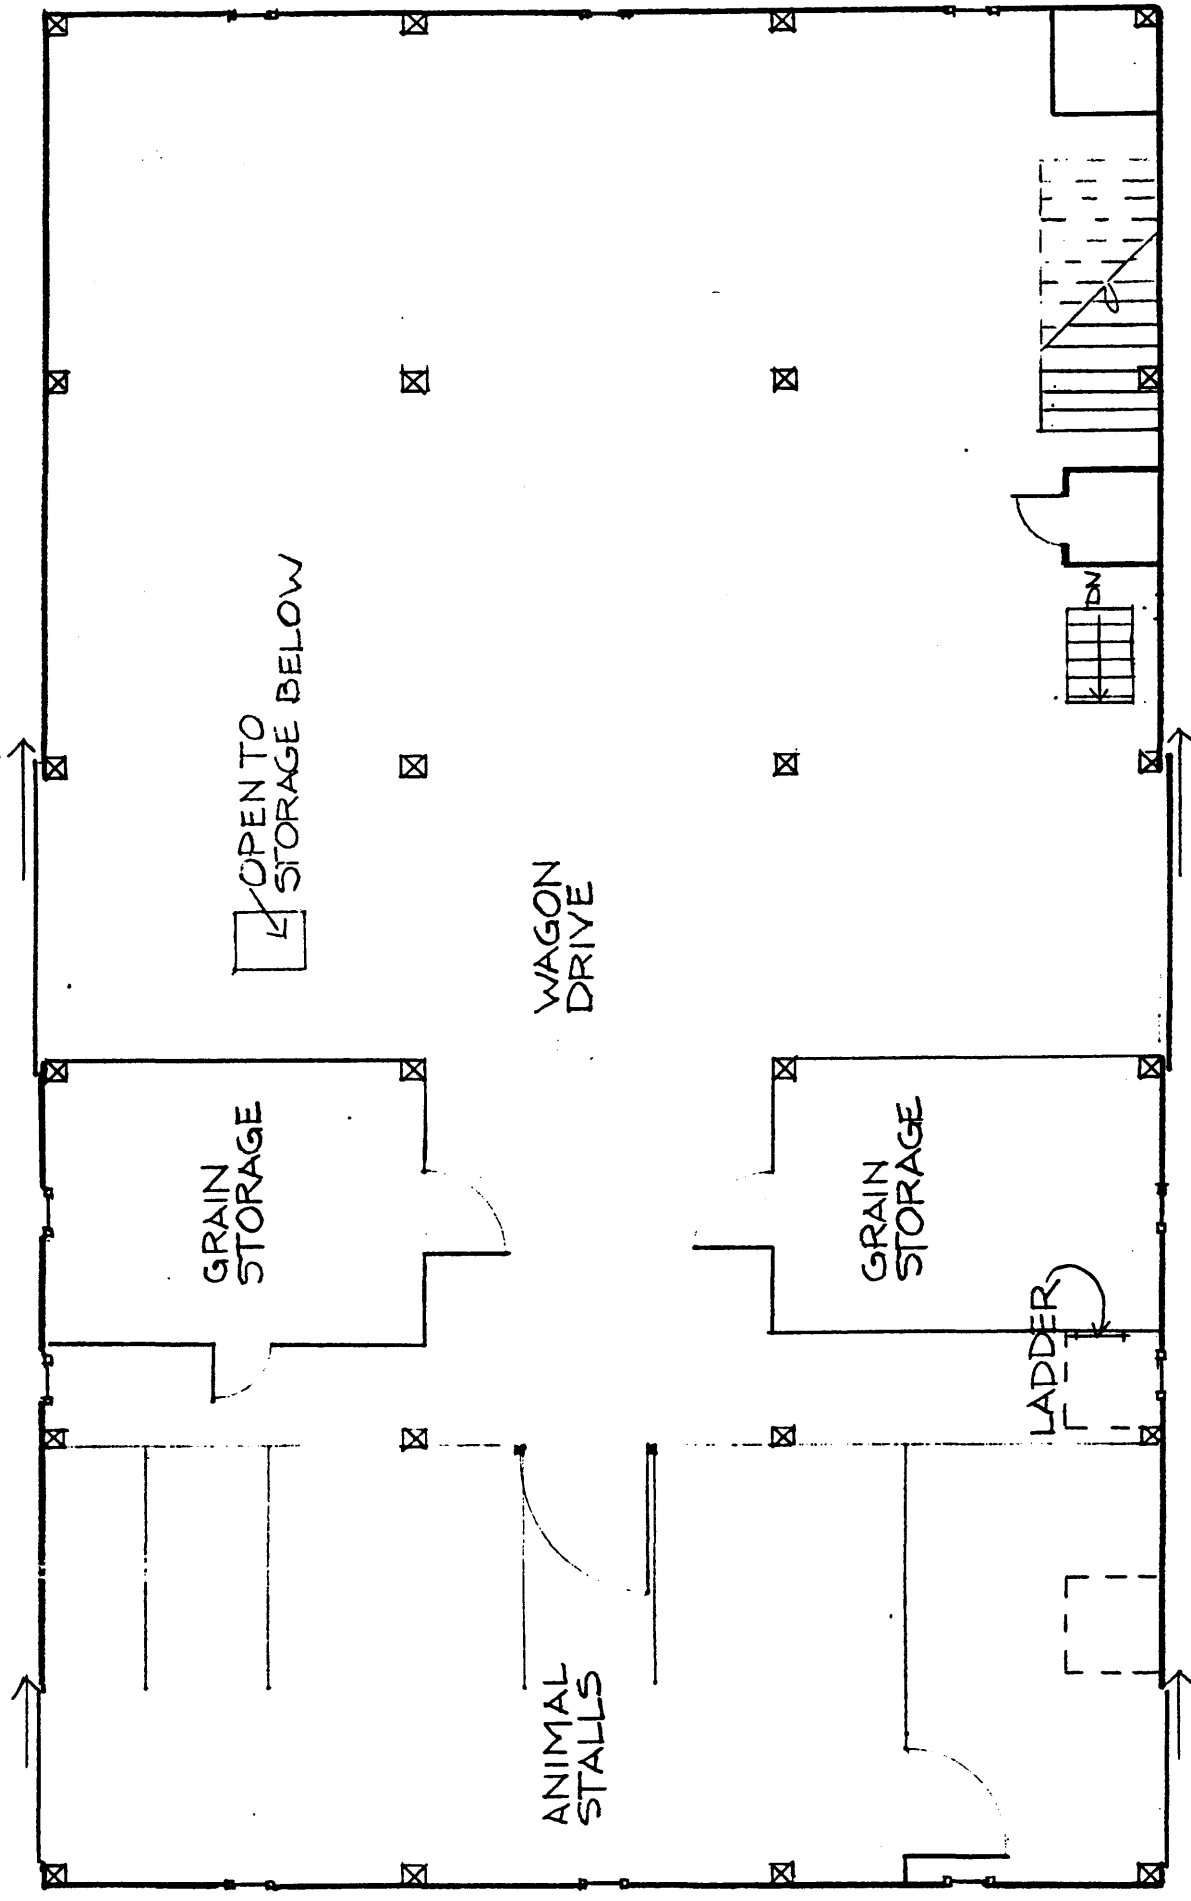 OPEN TO
STORAGE BELOW
DN
WAGON
DRIVE
GRAIN
STORAGE
GRAIN
STORAGE
LADDER
ANIMAL
STALLS